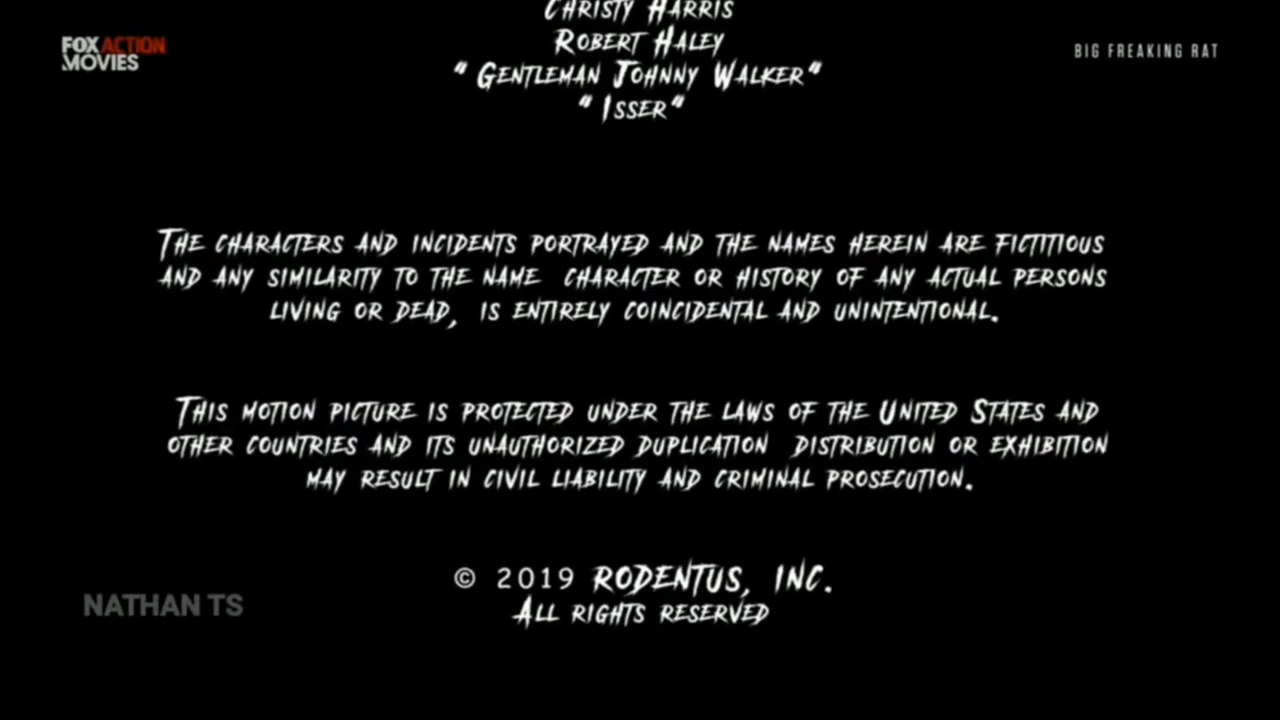 CHRISTY HARRIS
FOX ACTION
MOVIES
BIG FREAKING RAT
ROBERT HALEY
"GENTLEMAN JOHNNY WALKER"
"ISSER"
THE CHARACTERS AND INCIDENTS PORTRAYED AND THE NAMES HEREIN ARE FICTITIOUS
AND ANY SIMILARITY TO THE NAME CHARACTER OR HISTORY OF ANY ACTUAL PERSONS
LIVING OR DEAD, IS ENTIRELY COINCIDENTAL AND UNINTENTIONAL.
THIS MOTION PICTURE IS PROTECTED UNDER THE LAWS OF THE UNITED STATES AND
OTHER COUNTRIES AND ITS UNAUTHORIZED DUPLICATION DISTRIBUTION OR EXHIBITION
MAY RESULT IN CIVIL LIABILITY AND CRIMINAL PROSECUTION.
© 2019 RODENTUS, INC.
NATHAN TS
ALL RIGHTS RESERVED